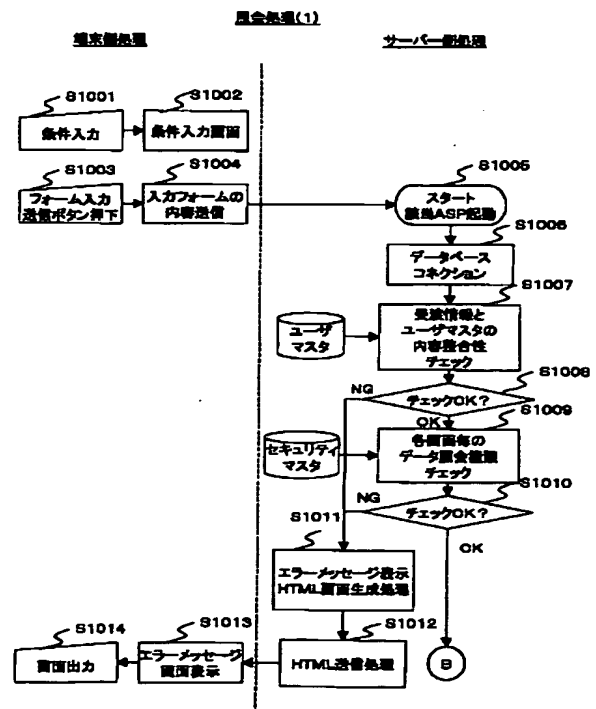 照会処理(1)
端末側処理
サーバー側処理
S1001
条件入力
S1002
条件入力画面
S1003
フォーム入力
送信ボタン押下
S1004
入力フォームの
内容送信
S1005
スタート
該当ASP起動
S1006
データベース
コネクション
S1007
受渡情報と
ユーザマスタの
内容整合性
チェック
ユーザ
マスタ
S1008
チェックOK?
NG
OK
S1009
各画面毎の
データ照会権限
チェック
セキュリティ
マスタ
S1010
チェックOK?
NG
OK
S1011
エラーメッセージ表示
HTML画面生成処理
S1012
HTML送信処理
S1013
エラーメッセージ
画面表示
S1014
画面出力
B